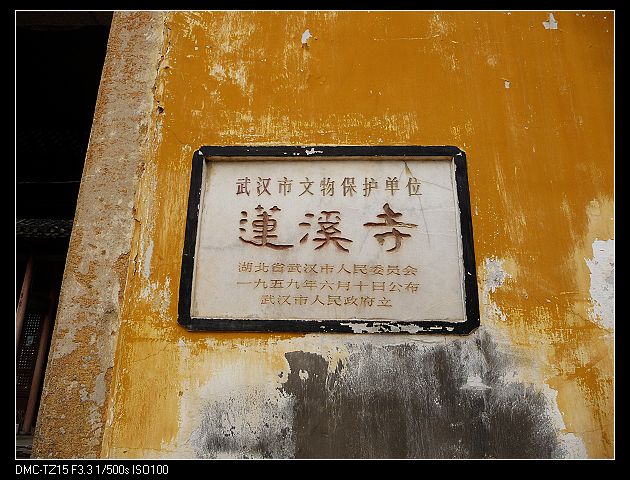 武汉市文物保护单位
蓮溪寺
湖北省武汉市人民委员会
一九五九年六月十日公布
武汉市人民政府立
DMC-TZ15 F3.3 1/500s ISO100